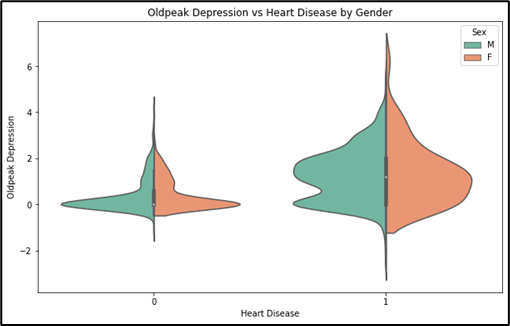 Oldpeak Depression vs Heart Disease by Gender
Sex
M
F
Oldpeak Depression
6
4
2
0
−2
0
1
Heart Disease